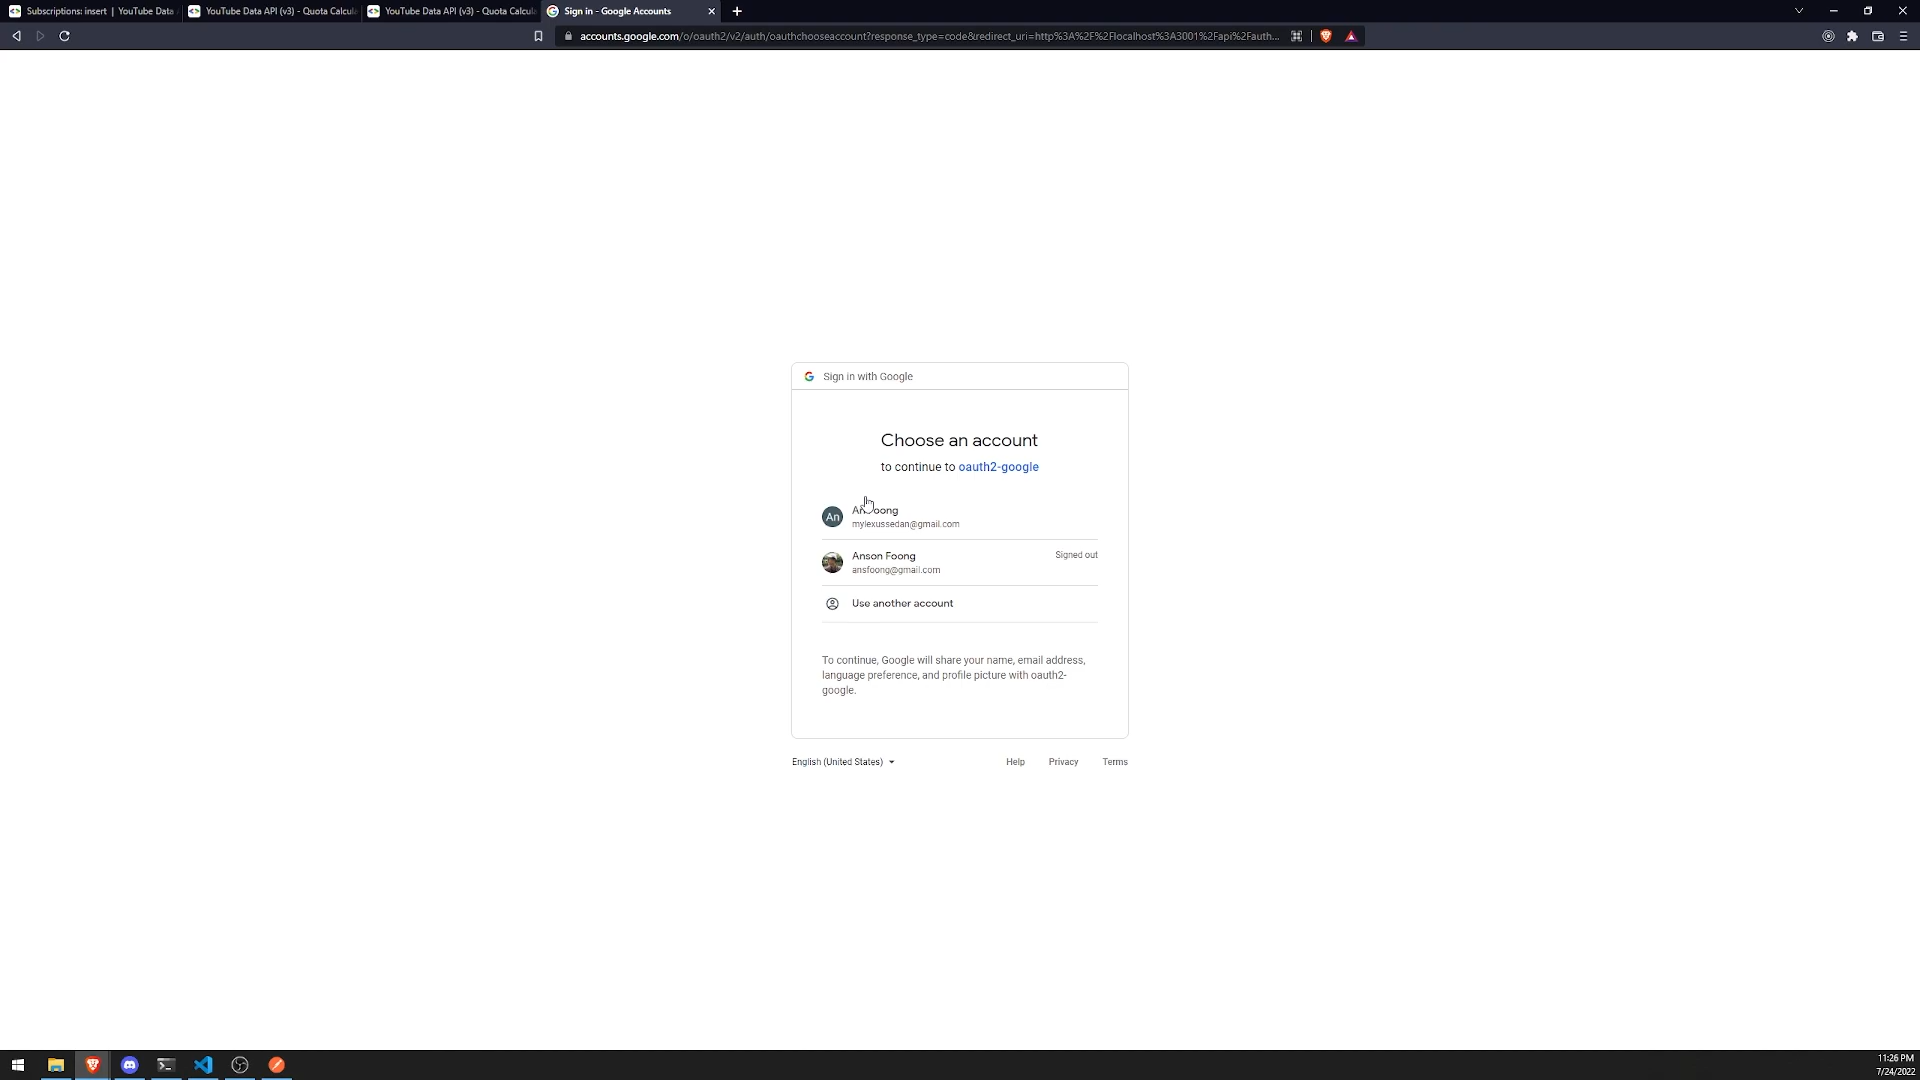 Subscriptions: insert | YouTube Data
YouTube Data API (v3) - Quota Calcula
YouTube Data API (v3) - Quota Calcula
Sign in - Google Accounts
accounts.google.com/o/oauth2/v2/auth/oauthchooseaccount?response_type=code&redirect_uri=http%3A%2F%2Flocalhost%3A3001%2Fapi%2Fauth...
Sign in with Google
Choose an account
to continue to oauth2-google
An
An Foong
mylexussedan@gmail.com
Anson Foong
Signed out
ansfoong@gmail.com
Use another account
To continue, Google will share your name, email address,
language preference, and profile picture with oauth2-
google.
English (United States)
Help
Privacy
Terms
11:26 PM
7/24/2022